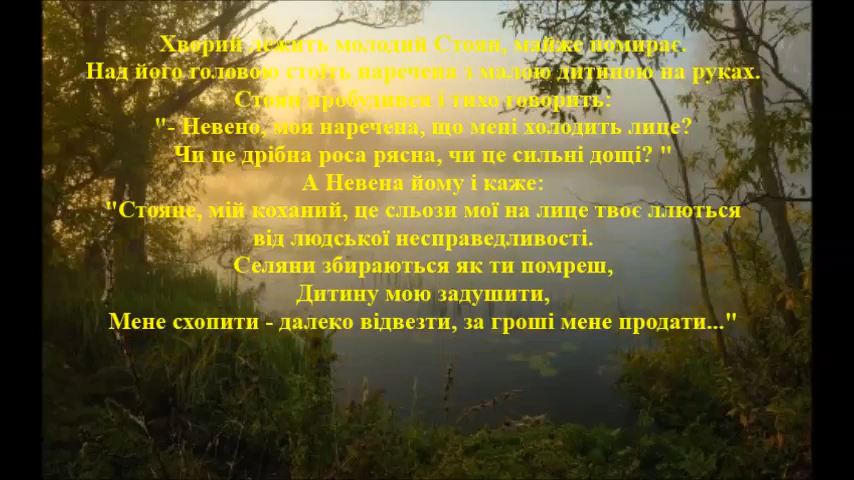 Хворий лежить молодий Стоян, майже помирає.
Над його головою стоїть наречена з малою дитиною на руках.
Стоян пробудився і тихо говорить:
"- Невено, моя наречена, що мені холодить лице?
Чи це дрібна роса рясна, чи це сильні дощі? "
А Невена йому і каже:
"Стояне, мій коханий, це сльози мої на лице твоє ллються
від людської несправедливості.
Селяни збираються як ти помреш,
Дитину мою задушити,
Мене схопити - далеко відвезти, за гроші мене продати..."